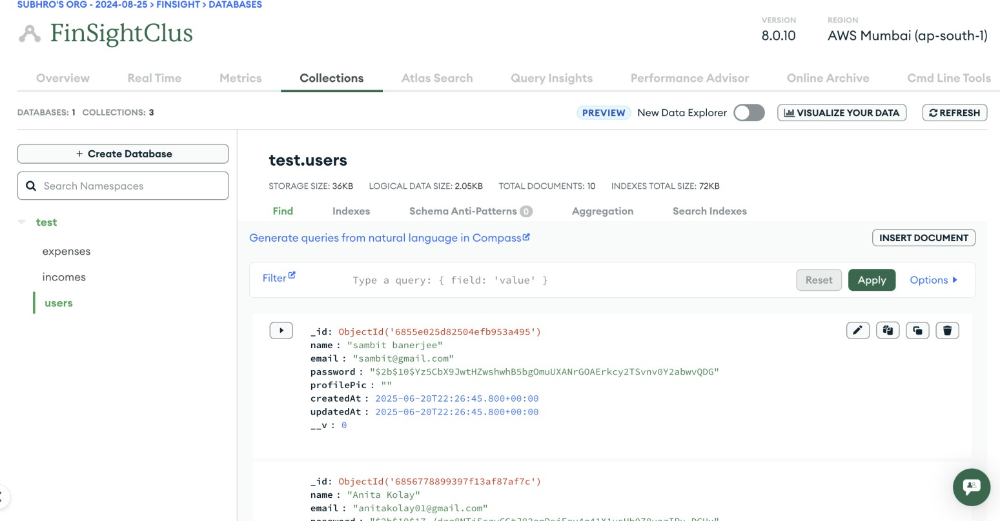 SUBHRO'S ORG - 2024-08-25 > FINSIGHT > DATABASES
FinSightClus
VERSION
8.0.10
REGION
AWS Mumbai (ap-south-1)
Overview Real Time Metrics Collections Atlas Search Query Insights Performance Advisor Online Archive Cmd Line Tools
DATABASES: 1 COLLECTIONS: 3
PREVIEW New Data Explorer VISUALIZE YOUR DATA REFRESH
+ Create Database
Search Namespaces
test
expenses
incomes
users
test.users
STORAGE SIZE: 36KB LOGICAL DATA SIZE: 2.05KB TOTAL DOCUMENTS: 10 INDEXES TOTAL SIZE: 72KB
Find Indexes Schema Anti-Patterns 0 Aggregation Search Indexes
Generate queries from natural language in Compass
INSERT DOCUMENT
Filter Type a query: { field: 'value' } Reset Apply Options
_id: ObjectId('6855e025d82504efb953a495')
name : "sambit banerjee"
email : "sambit@gmail.com"
password : "$2b$10$Yz5CbX9JwtHZwshwhB5bgOmuUXANrGOAErkcy2TSvnv0Y2abwvQDG"
profilePic : ""
createdAt : 2025-06-20T22:26:45.800+00:00
updatedAt : 2025-06-20T22:26:45.800+00:00
__v : 0
_id: ObjectId('6856778899397f13af87af7c')
name : "Anita Kolay"
email : "anitakolay01@gmail.com"
password :